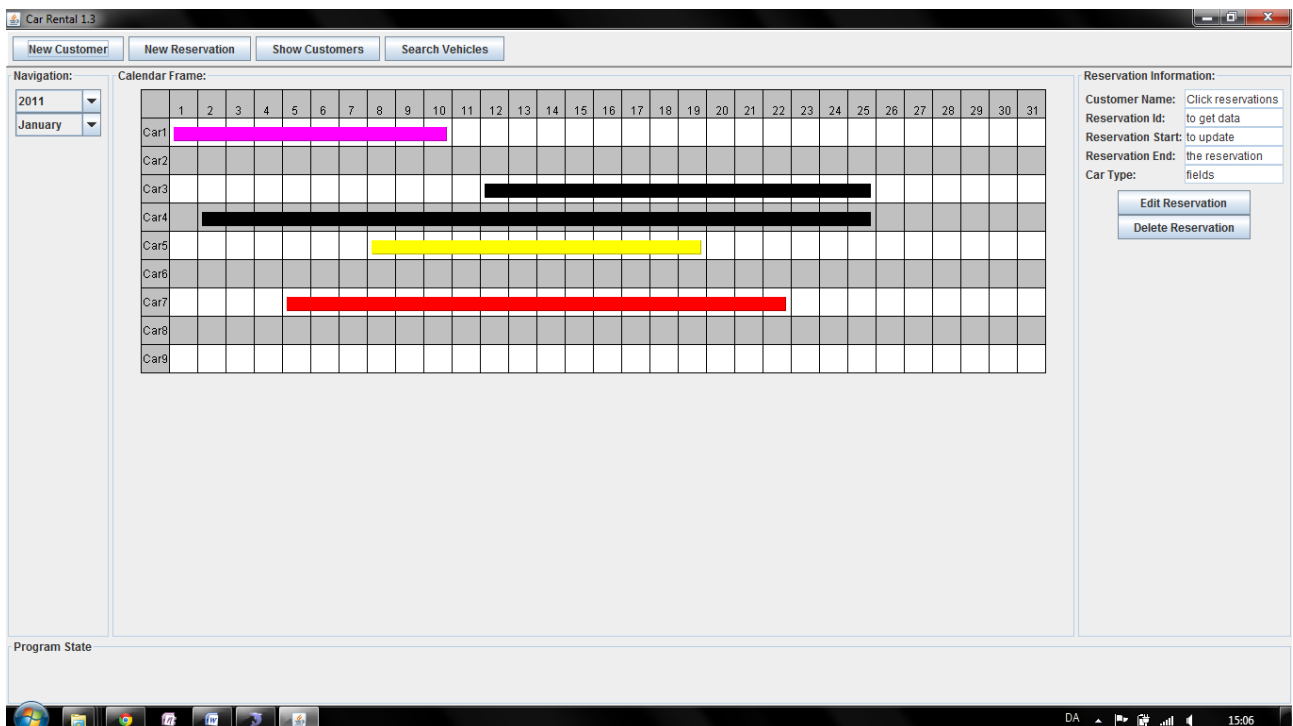 Car Rental 1.3
New Customer New Reservation Show Customers Search Vehicles
Navigation:
2011
January
Calendar Frame:
1 2 3 4 5 6 7 8 9 10 11 12 13 14 15 16 17 18 19 20 21 22 23 24 25 26 27 28 29 30 31
Car1
Car2
Car3
Car4
Car5
Car6
Car7
Car8
Car9
Reservation Information:
Customer Name: Click reservations
Reservation Id: to get data
Reservation Start: to update
Reservation End: the reservation
Car Type: fields
Edit Reservation
Delete Reservation
Program State
DA 15:06